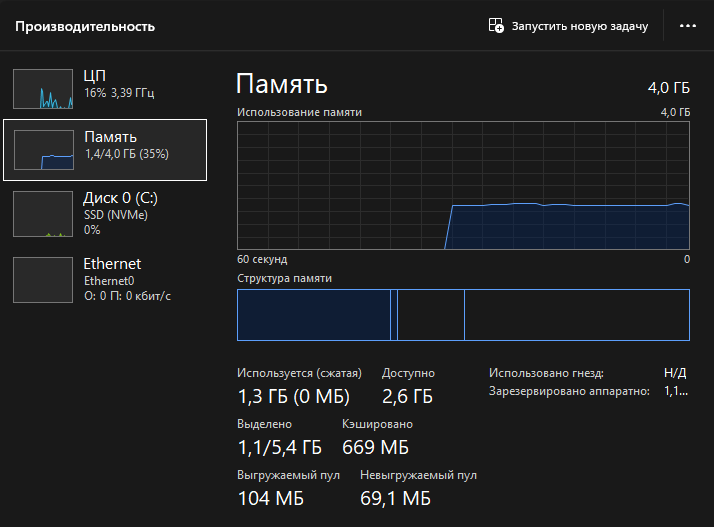 Производительность
Запустить новую задачу
ЦП
16% 3,39 ГГц
Память
1,4/4,0 ГБ (35%)
Диск 0 (C:)
SSD (NVMe)
0%
Ethernet
Ethernet0
О: 0 П: 0 кбит/с
Память
4,0 ГБ
Использование памяти
4,0 ГБ
60 секунд
0
Структура памяти
Используется (сжатая)
Доступно
1,3 ГБ (0 МБ)
2,6 ГБ
Выделено
Кэшировано
1,1/5,4 ГБ
669 МБ
Выгружаемый пул
Невыгружаемый пул
104 МБ
69,1 МБ
Использовано гнезд:
Н/Д
Зарезервировано аппаратно:
1,1...